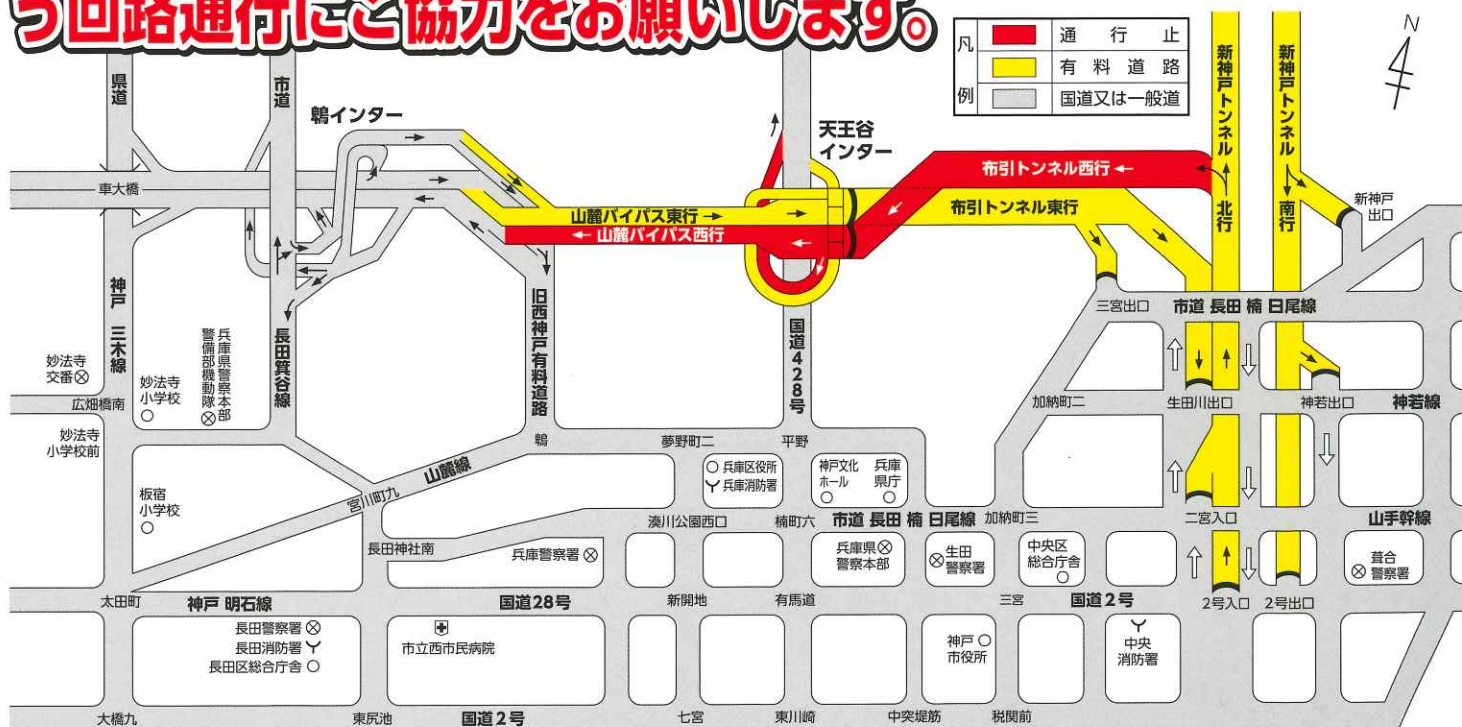 う回路通行にご協力をお願いします。
凡例
通行止
有料道路
国道又は一般道
N
県道
市道
鵯インター
天王谷
インター
新神戸トンネル
北行
新神戸トンネル
南行
布引トンネル西行
布引トンネル東行
車大橋
山麓バイパス東行
山麓バイパス西行
新神戸
出口
三宮出口
市道 長田 楠 日尾線
神戸 三木線
長田箕谷線
旧西神戸有料道路
国道428号
兵庫県警察本部
警備部機動隊
妙法寺
交番
妙法寺
小学校
広畑橋南
妙法寺
小学校前
加納町二
生田川出口
神若出口
神若線
鵯
夢野町二
平野
山麓線
宮川町九
兵庫区役所
兵庫消防署
神戸文化
ホール
兵庫
県庁
板宿
小学校
湊川公園西口
楠町六
市道 長田 楠 日尾線
加納町三
二宮入口
山手幹線
長田神社南
兵庫警察署
兵庫県
警察本部
生田
警察署
中央区
総合庁舎
葺合
警察署
太田町
神戸 明石線
国道28号
新開地
有馬道
三宮
国道2号
2号入口
2号出口
長田警察署
長田消防署
長田区総合庁舎
市立西市民病院
神戸
市役所
中央
消防署
大橋九
東尻池
国道2号
七宮
東川崎
中突堤筋
税関前